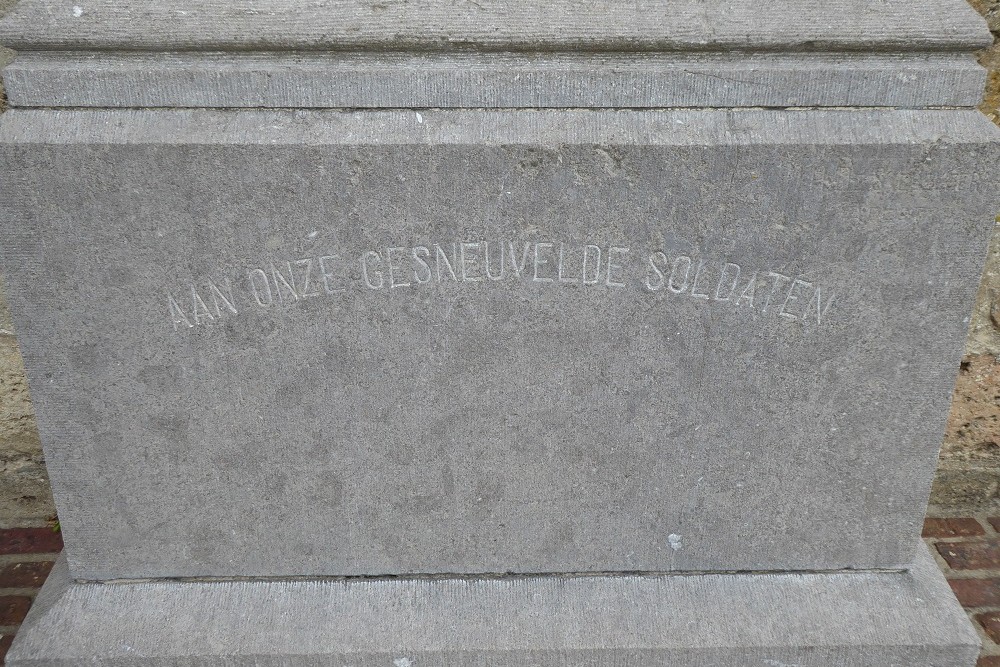 AAN ONZE GESNEUVELDE SOLDATEN